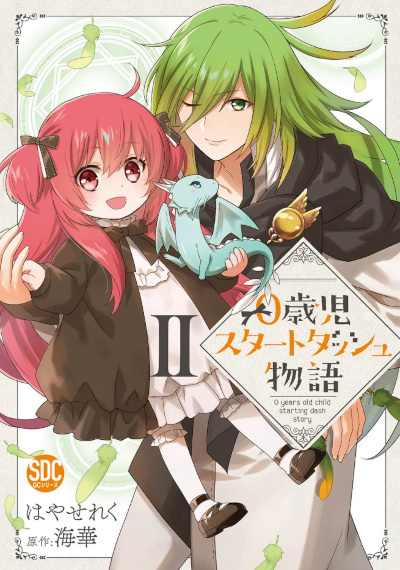 0歳児
スタートダッシュ
物語
0 years old child
starting dash
story
II
SDC
GCシリーズ
はやせれく
原作:海華